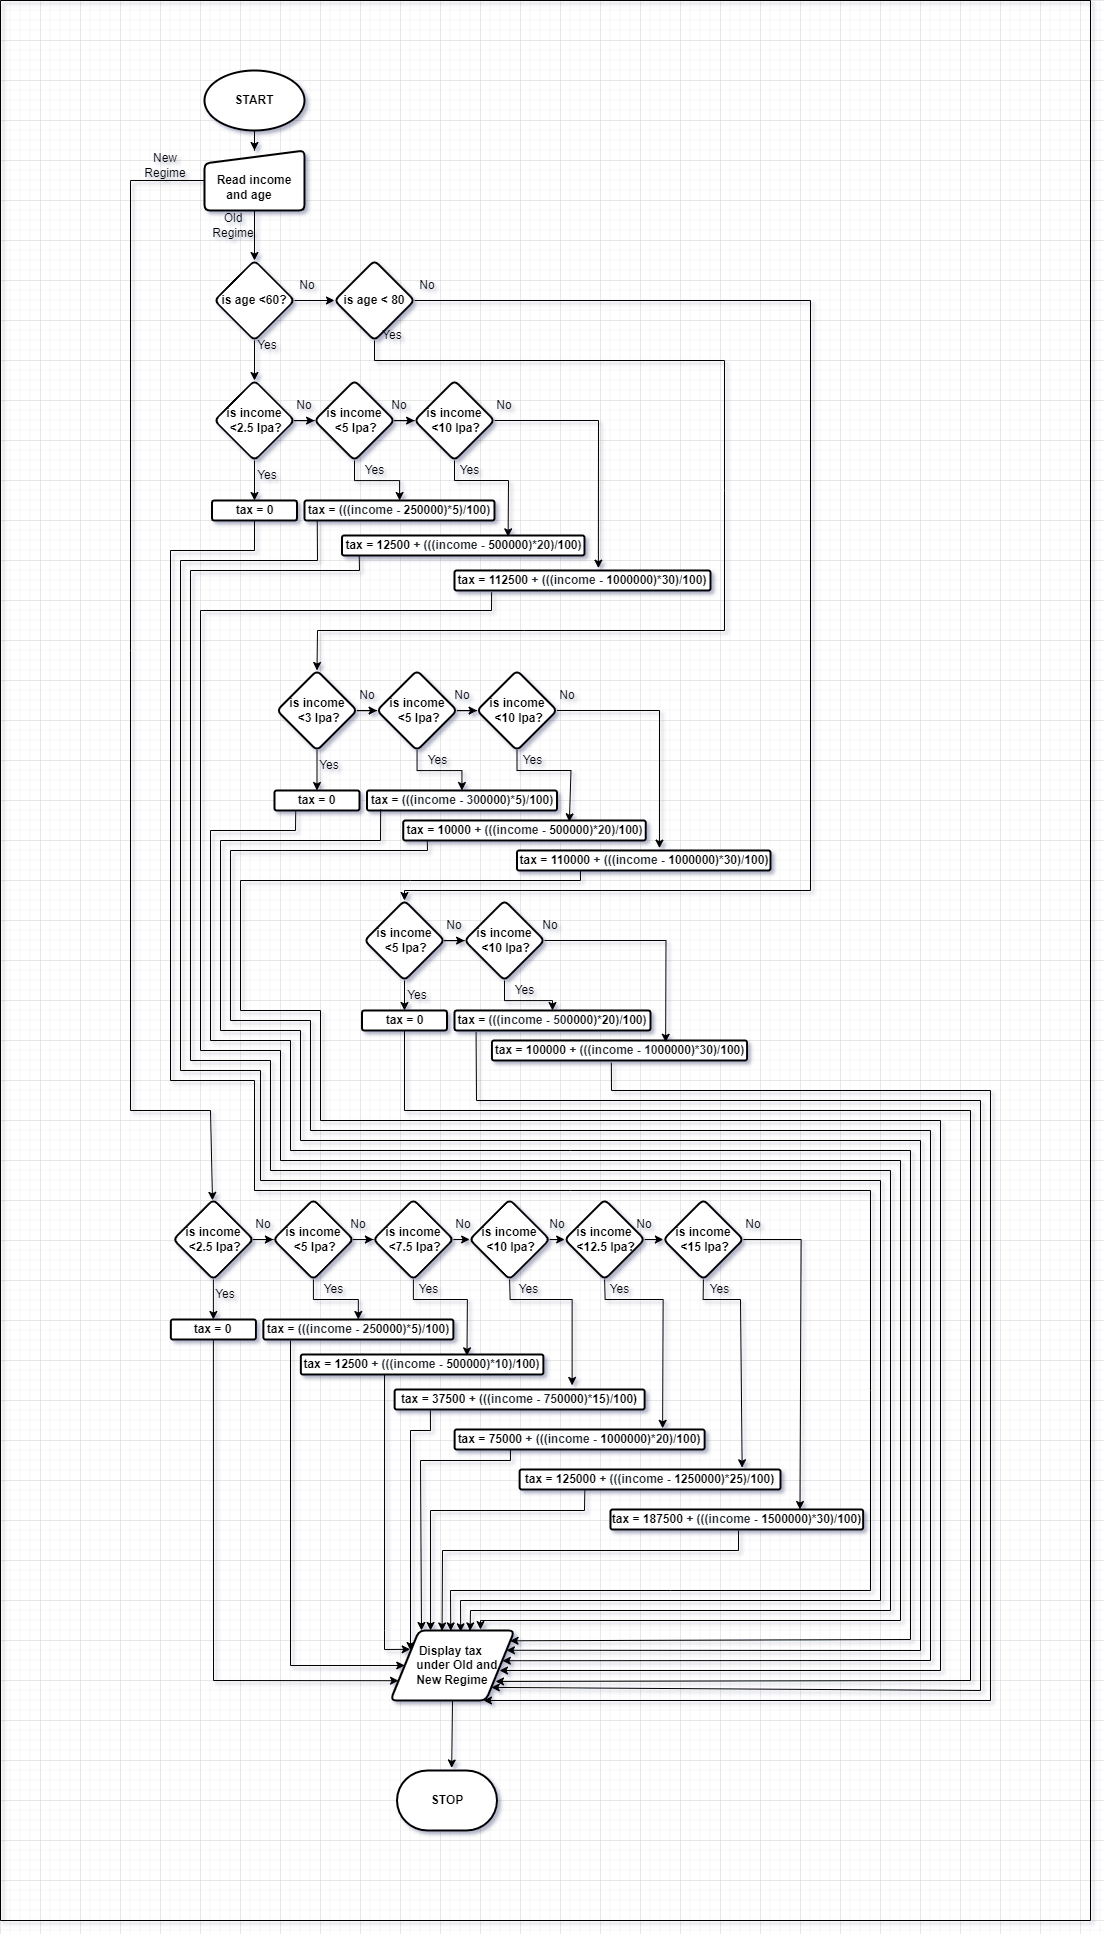 START
New
Regime
Read income
and age
Old
Regime
is age <60?
No
is age < 80
No
Yes
Yes
is income
<2.5 lpa?
No
is income
<5 lpa?
No
is income
<10 lpa?
No
Yes
Yes
Yes
tax = 0
tax = (((income - 250000)*5)/100)
tax = 12500 + (((income - 500000)*20)/100)
tax = 112500 + (((income - 1000000)*30)/100)
is income
<3 lpa?
No
is income
<5 lpa?
No
is income
<10 lpa?
No
Yes
Yes
Yes
tax = 0
tax = (((income - 300000)*5)/100)
tax = 10000 + (((income - 500000)*20)/100)
tax = 110000 + (((income - 1000000)*30)/100)
is income
<5 lpa?
No
is income
<10 lpa?
No
Yes
Yes
tax = 0
tax = (((income - 500000)*20)/100)
tax = 100000 + (((income - 1000000)*30)/100)
is income
<2.5 lpa?
No
is income
<5 lpa?
No
is income
<7.5 lpa?
No
is income
<10 lpa?
No
is income
<12.5 lpa?
No
is income
<15 lpa?
No
Yes
Yes
Yes
Yes
Yes
Yes
tax = 0
tax = (((income - 250000)*5)/100)
tax = 12500 + (((income - 500000)*10)/100)
tax = 37500 + (((income - 750000)*15)/100)
tax = 75000 + (((income - 1000000)*20)/100)
tax = 125000 + (((income - 1250000)*25)/100)
tax = 187500 + (((income - 1500000)*30)/100)
Display tax
under Old and
New Regime
STOP